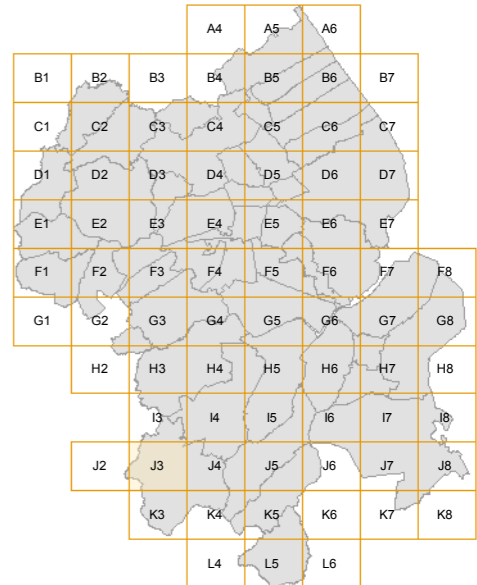 A4 A5 A6
B1 B2 B3 B4 B5 B6 B7
C1 C2 C3 C4 C5 C6 C7
D1 D2 D3 D4 D5 D6 D7
E1 E2 E3 E4 E5 E6 E7
F1 F2 F3 F4 F5 F6 F7 F8
G1 G2 G3 G4 G5 G6 G7 G8
H2 H3 H4 H5 H6 H7 H8
I3 I4 I5 I6 I7 I8
J2 J3 J4 J5 J6 J7 J8
K3 K4 K5 K6 K7 K8
L4 L5 L6